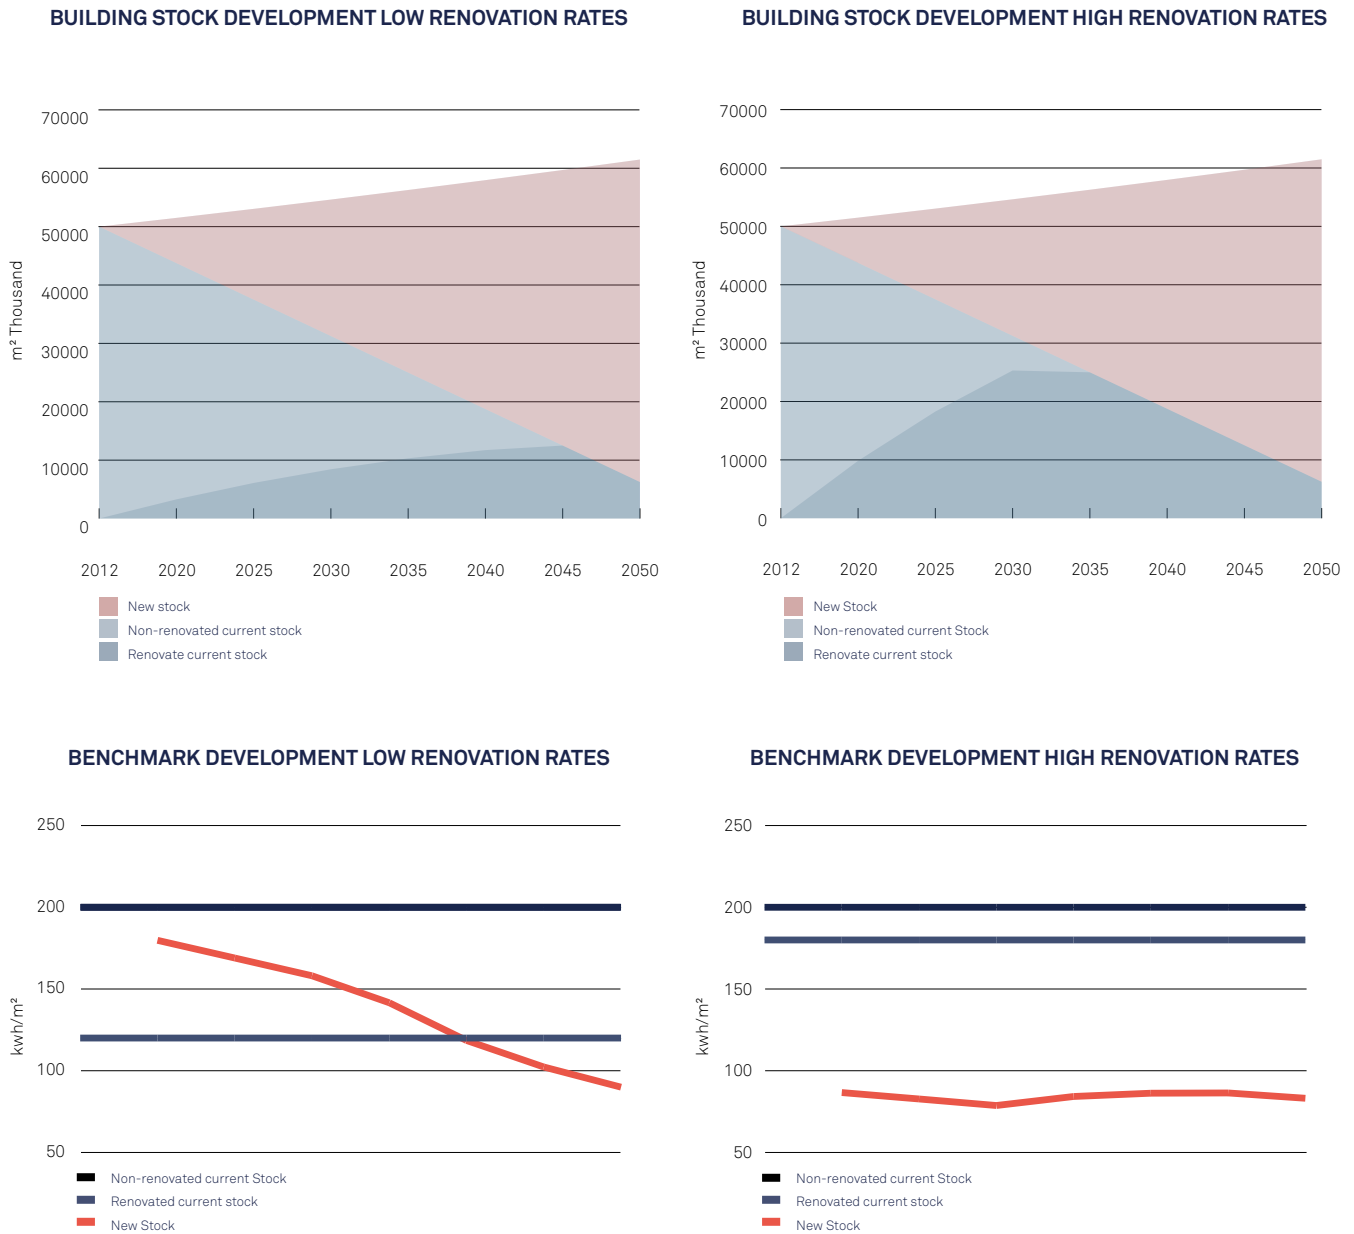 BUILDING STOCK DEVELOPMENT LOW RENOVATION RATES
70000
60000
50000
40000
30000
20000
10000
0
m² Thousand
2012 2020 2025 2030 2035 2040 2045 2050
New stock
Non-renovated current stock
Renovate current stock
BUILDING STOCK DEVELOPMENT HIGH RENOVATION RATES
70000
60000
50000
40000
30000
20000
10000
0
m² Thousand
2012 2020 2025 2030 2035 2040 2045 2050
New Stock
Non-renovated current Stock
Renovate current stock
BENCHMARK DEVELOPMENT LOW RENOVATION RATES
250
200
150
100
50
kwh/m²
Non-renovated current Stock
Renovated current stock
New Stock
BENCHMARK DEVELOPMENT HIGH RENOVATION RATES
250
200
150
100
50
kwh/m²
Non-renovated current Stock
Renovated current stock
New Stock